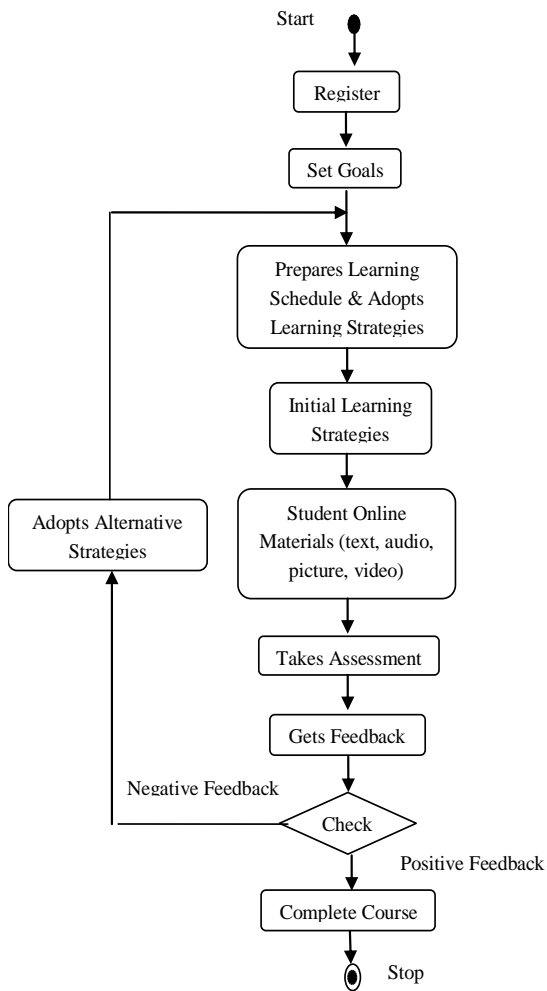 Start
Register
Set Goals
Prepares Learning
Schedule & Adopts
Learning Strategies
Initial Learning
Strategies
Adopts Alternative
Strategies
Student Online
Materials (text, audio,
picture, video)
Takes Assessment
Gets Feedback
Negative Feedback
Check
Positive Feedback
Complete Course
Stop